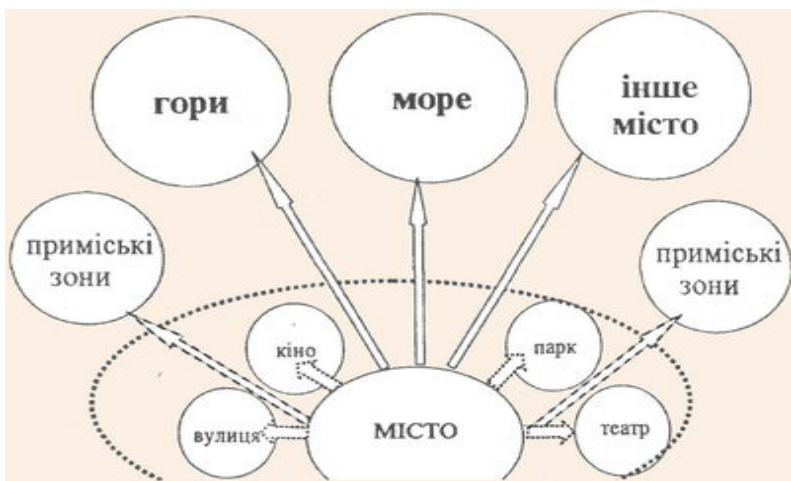 гори
море
інше
місто
приміські
зони
приміські
зони
кіно
парк
вулиця
МІСТО
театр